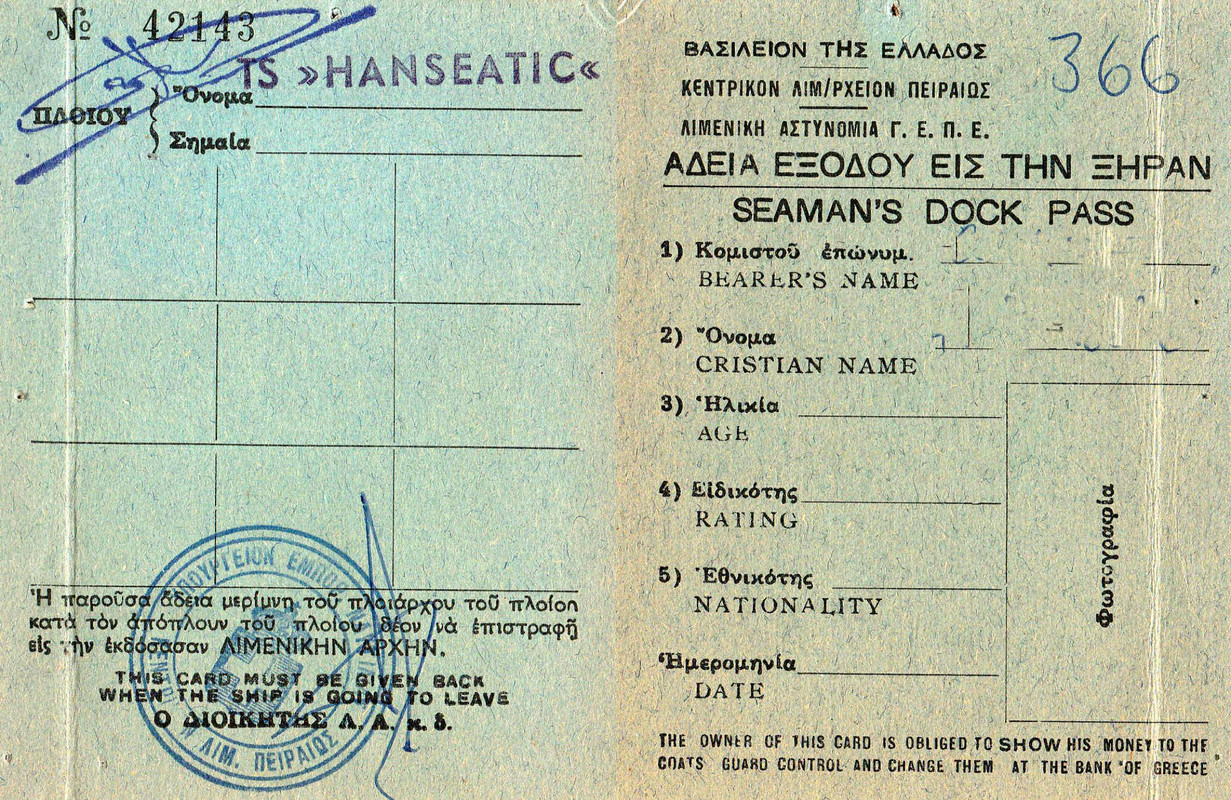 № 42143
TS »HANSEATIC«
ΠΛΟΙΟΥ
Ὄνομα
Σημαία
Ἡ παροῦσα ἄδεια μερίμνῃ τοῦ πλοιάρχου τοῦ πλοίου
κατὰ τὸν ἀπόπλουν τοῦ πλοίου δέον νὰ ἐπιστραφῇ
εἰς τὴν ἐκδόσασαν ΛΙΜΕΝΙΚΗΝ ΑΡΧΗΝ.
THIS CARD MUST BE GIVEN BACK
WHEN THE SHIP IS GOING TO LEAVE
Ο ΔΙΟΙΚΗΤΗΣ Λ. Α. κ. δ.
ΛΙΜ. ΠΕΙΡΑΙΩΣ
366
ΒΑΣΙΛΕΙΟΝ ΤΗΣ ΕΛΛΑΔΟΣ
ΚΕΝΤΡΙΚΟΝ ΛΙΜ/ΡΧΕΙΟΝ ΠΕΙΡΑΙΩΣ
ΛΙΜΕΝΙΚΗ ΑΣΤΥΝΟΜΙΑ Γ. Ε. Π. Ε.
ΑΔΕΙΑ ΕΞΟΔΟΥ ΕΙΣ ΤΗΝ ΞΗΡΑΝ
SEAMAN'S DOCK PASS
1) Κομιστοῦ ἐπώνυμ.
BEARER'S NAME
2) Ὄνομα
CRISTIAN NAME
3) Ἡλικία
AGE
4) Εἰδικότης
RATING
5) Ἐθνικότης
NATIONALITY
Ἡμερομηνία
DATE
Φωτογραφία
THE OWNER OF THIS CARD IS OBLIGED TO SHOW HIS MONEY TO THE
COATS GUARD CONTROL AND CHANGE THEM AT THE BANK OF GREECE